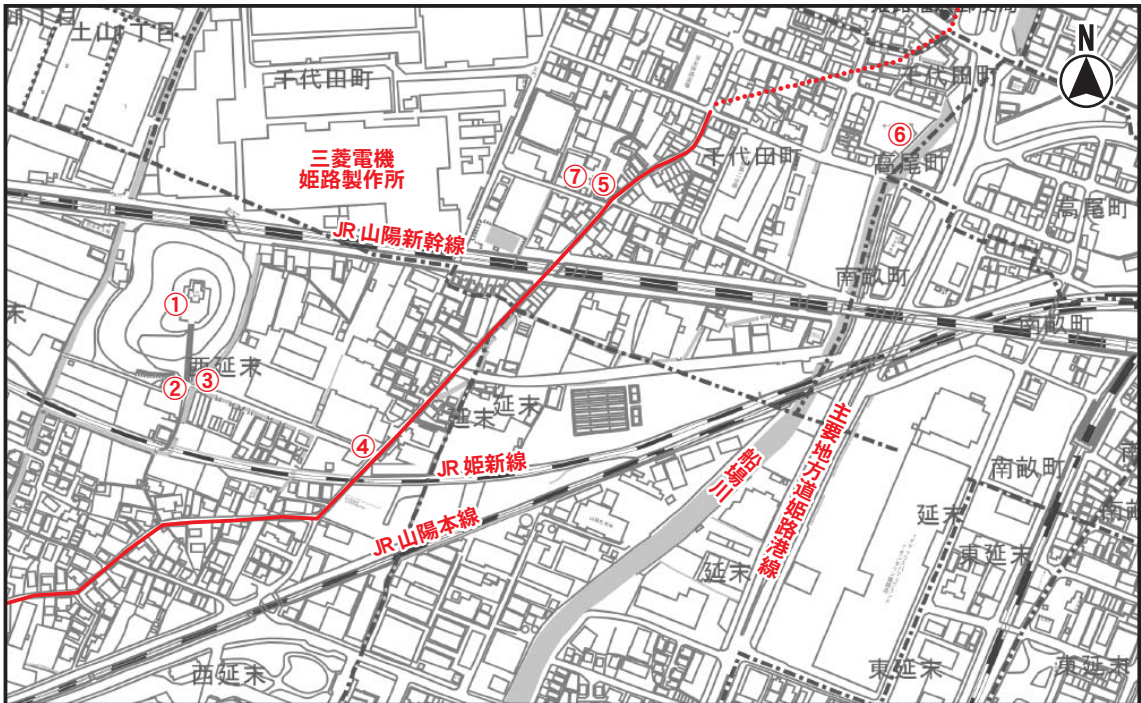 土山一丁目
千代田町
千代田町
N
三菱電機
姫路製作所
⑥
千代田町
高尾町
⑦
⑤
高尾町
JR 山陽新幹線
南畝町
①
南畝町
末
西延末
②
③
延末
延末
④
JR 姫新線
船場川
主要地方道姫路港線
南畝町
JR 山陽本線
延末
東延末
延末
西延末
東延末
東延末